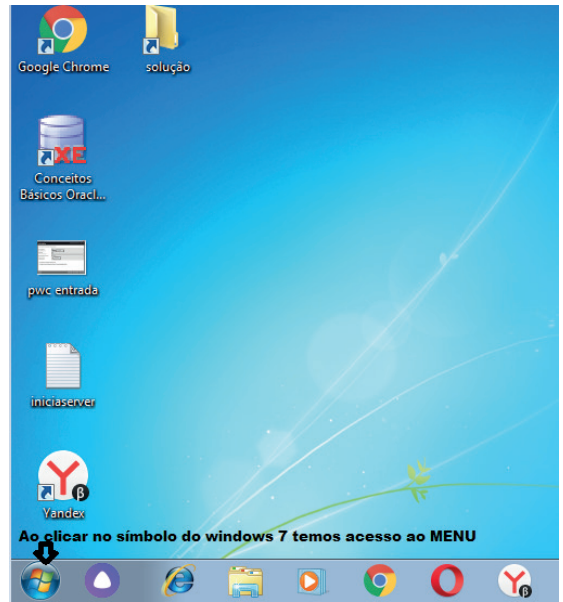 Google Chrome
solução
XE
Conceitos
Básicos Oracl...
pwc entrada
iniciaserver
β
Yandex
Ao clicar no símbolo do windows 7 temos acesso ao MENU
β